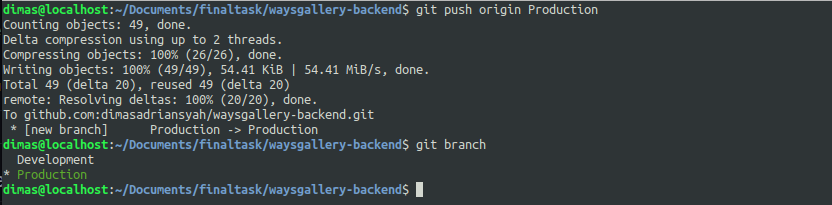 dimas@localhost:~/Documents/finaltask/waysgallery-backend$ git push origin Production
Counting objects: 49, done.
Delta compression using up to 2 threads.
Compressing objects: 100% (26/26), done.
Writing objects: 100% (49/49), 54.41 KiB | 54.41 MiB/s, done.
Total 49 (delta 20), reused 49 (delta 20)
remote: Resolving deltas: 100% (20/20), done.
To github.com:dimasadriansyah/waysgallery-backend.git
 * [new branch]      Production -> Production
dimas@localhost:~/Documents/finaltask/waysgallery-backend$ git branch
  Development
* Production
dimas@localhost:~/Documents/finaltask/waysgallery-backend$